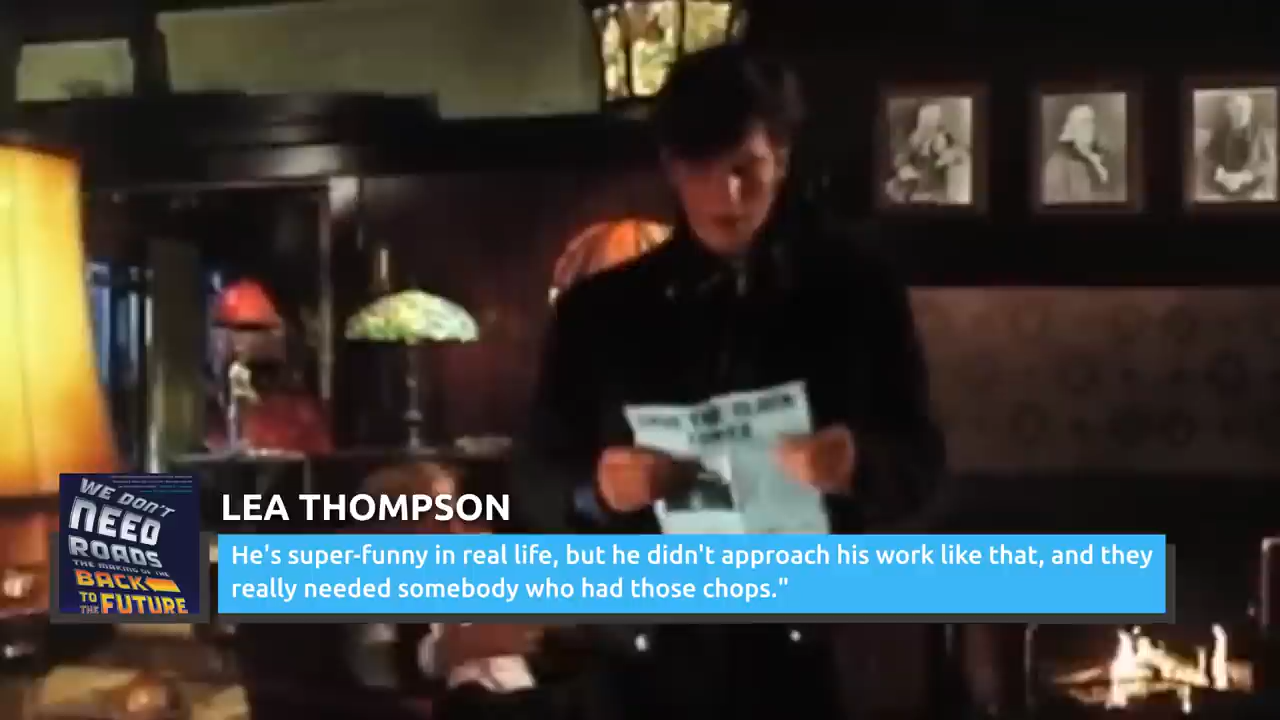 SAVE THE CLOCK
TOWER
WE DON'T
NEED
ROADS
THE MAKING OF THE
BACK
TO
THE FUTURE
LEA THOMPSON
He's super-funny in real life, but he didn't approach his work like that, and they
really needed somebody who had those chops."